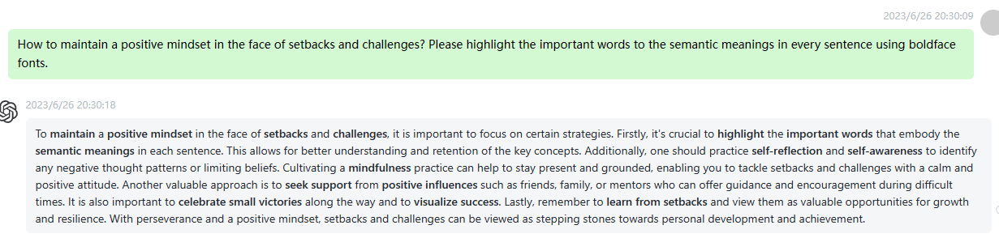 2023/6/26 20:30:09
How to maintain a positive mindset in the face of setbacks and challenges? Please highlight the important words to the semantic meanings in every sentence using boldface
fonts.
2023/6/26 20:30:18
To maintain a positive mindset in the face of setbacks and challenges, it is important to focus on certain strategies. Firstly, it's crucial to highlight the important words that embody the
semantic meanings in each sentence. This allows for better understanding and retention of the key concepts. Additionally, one should practice self-reflection and self-awareness to identify
any negative thought patterns or limiting beliefs. Cultivating a mindfulness practice can help to stay present and grounded, enabling you to tackle setbacks and challenges with a calm and
positive attitude. Another valuable approach is to seek support from positive influences such as friends, family, or mentors who can offer guidance and encouragement during difficult
times. It is also important to celebrate small victories along the way and to visualize success. Lastly, remember to learn from setbacks and view them as valuable opportunities for growth
and resilience. With perseverance and a positive mindset, setbacks and challenges can be viewed as stepping stones towards personal development and achievement.